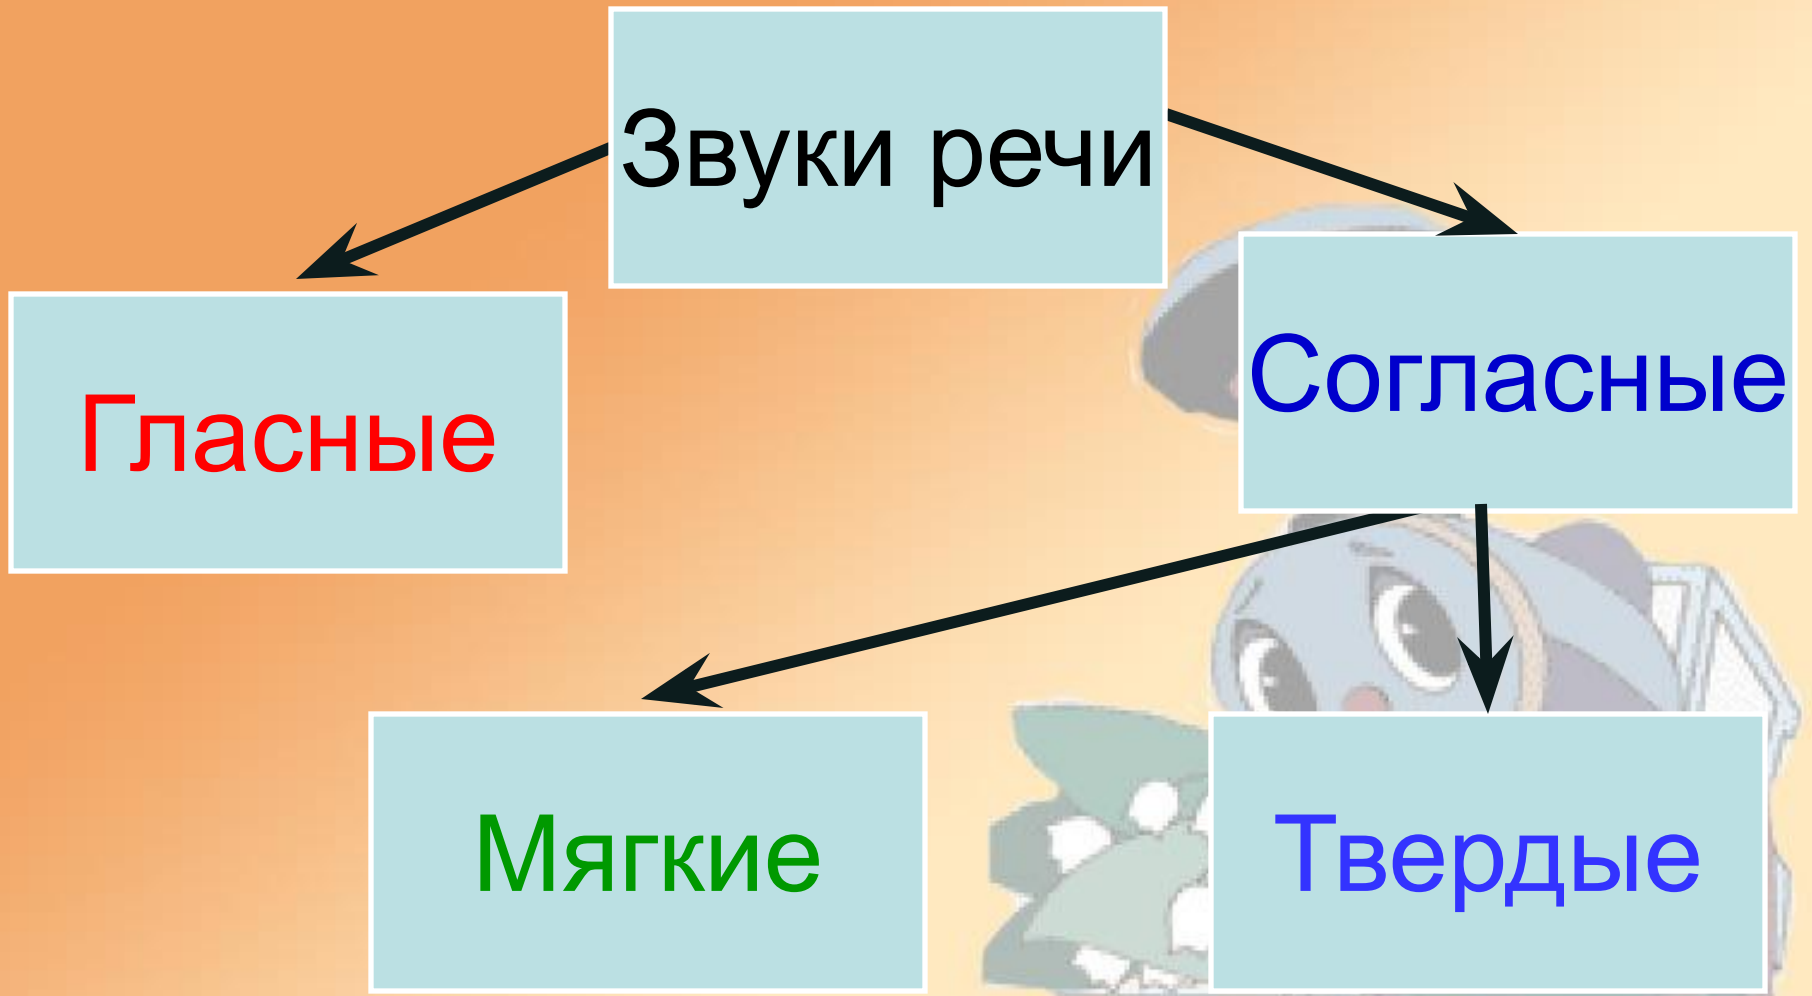 Звуки речи
Гласные
Согласные
Мягкие
Твердые